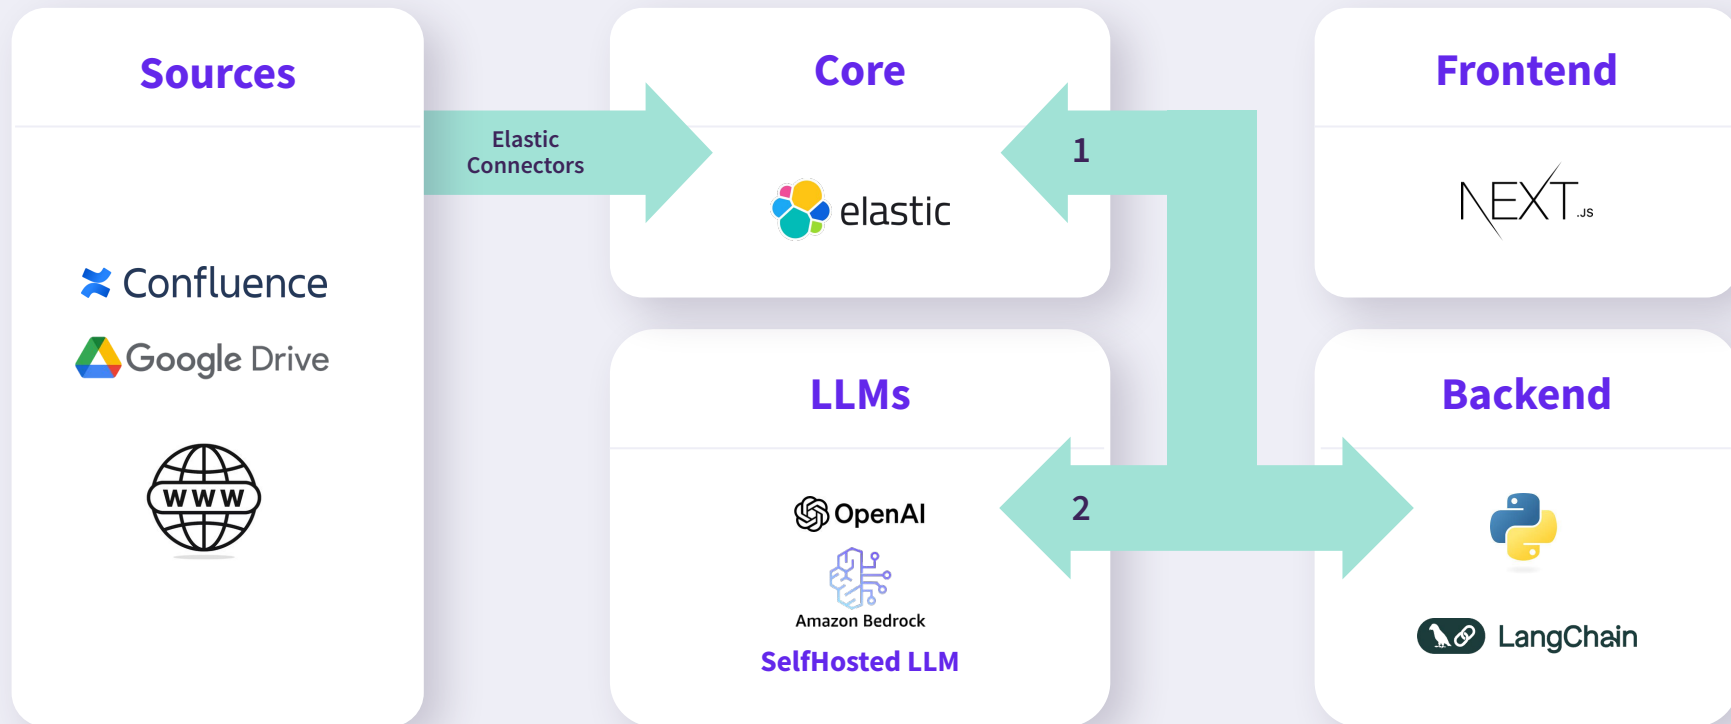 Sources
Confluence
Google Drive
WWW
Elastic
Connectors
Core
elastic
1
LLMs
OpenAI
Amazon Bedrock
SelfHosted LLM
2
Frontend
NEXT.JS
Backend
LangChain